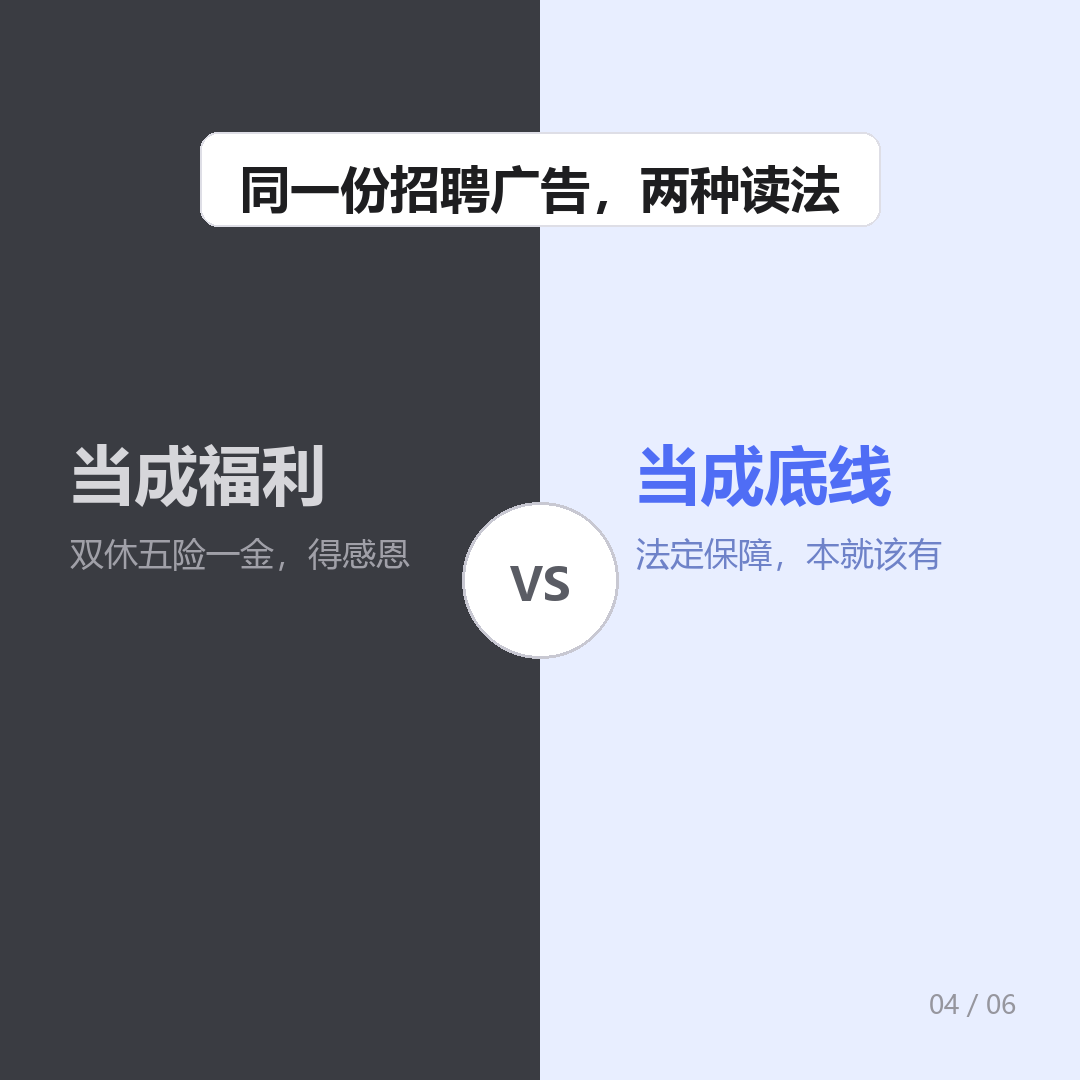 同一份招聘广告，两种读法
当成福利
双休五险一金，得感恩
VS
当成底线
法定保障，本就该有
04 / 06